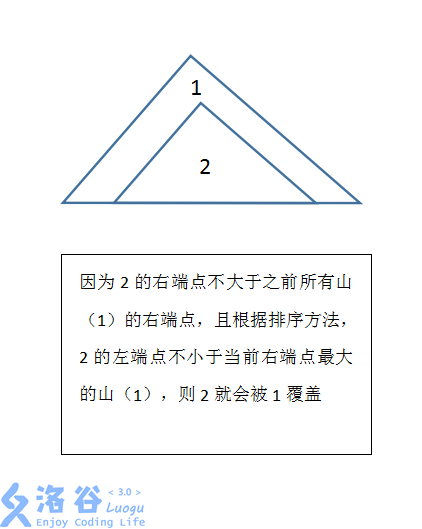 1
2
因为 2 的右端点不大于之前所有山
（1）的右端点，且根据排序方法，
2 的左端点不小于当前右端点最大
的山（1），则 2 就会被 1 覆盖
洛谷
< 3.0 >
Luogu
Enjoy Coding Life